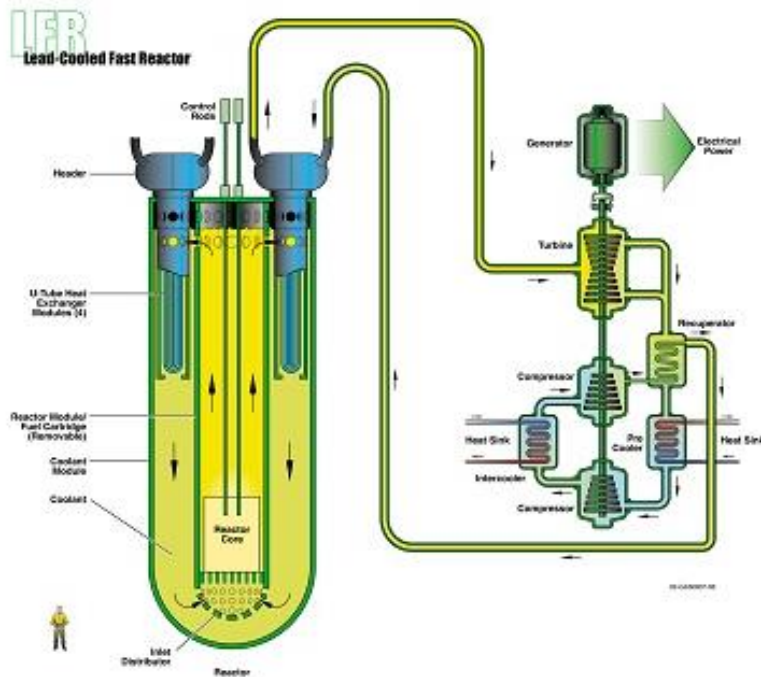 LFR
Lead-Cooled Fast Reactor
Control
Rods
Header
U-Tube Heat
Exchanger
Modules (4)
Reactor Module/
Fuel Cartridge
(Removable)
Coolant
Module
Coolant
Reactor
Core
Inlet
Distributor
Reactor
Generator
Electrical
Power
Turbine
Recuperator
Compressor
Heat Sink
Pre
Cooler
Heat Sink
Intercooler
Compressor